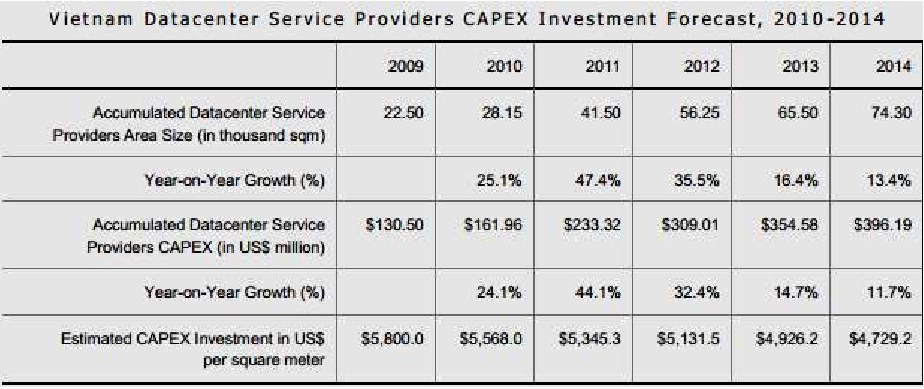 Vietnam Datacenter Service Providers CAPEX Investment Forecast, 2010-2014
2009 2010 2011 2012 2013 2014
Accumulated Datacenter Service
Providers Area Size (in thousand sqm) 22.50 28.15 41.50 56.25 65.50 74.30
Year-on-Year Growth (%) 25.1% 47.4% 35.5% 16.4% 13.4%
Accumulated Datacenter Service
Providers CAPEX (in US$ million) $130.50 $161.96 $233.32 $309.01 $354.58 $396.19
Year-on-Year Growth (%) 24.1% 44.1% 32.4% 14.7% 11.7%
Estimated CAPEX Investment in US$
per square meter $5,800.0 $5,568.0 $5,345.3 $5,131.5 $4,926.2 $4,729.2